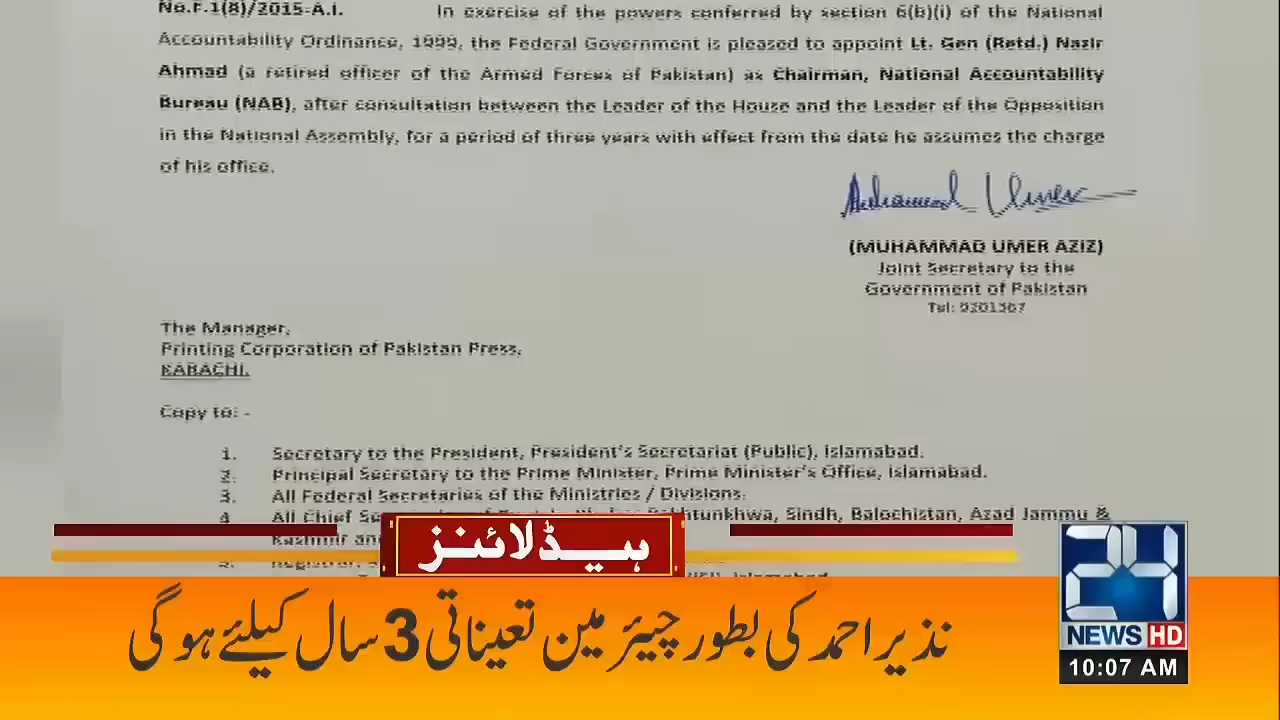 No.F.1(8)/2015-A.I. In exercise of the powers conferred by section 6(b)(i) of the National
Accountability Ordinance, 1999, the Federal Government is pleased to appoint Lt. Gen (Retd.) Nazir
Ahmad (a retired officer of the Armed Forces of Pakistan) as Chairman, National Accountability
Bureau (NAB), after consultation between the Leader of the House and the Leader of the Opposition
in the National Assembly, for a period of three years with effect from the date he assumes the charge
of his office.
Muhammad Umer
(MUHAMMAD UMER AZIZ)
Joint Secretary to the
Government of Pakistan
Tel: 9201367
The Manager,
Printing Corporation of Pakistan Press,
KARACHI.
Copy to: -
1. Secretary to the President, President's Secretariat (Public), Islamabad.
2. Principal Secretary to the Prime Minister, Prime Minister's Office, Islamabad.
3. All Federal Secretaries of the Ministries / Divisions.
4. All Chief Sindh, Balochistan, Azad Jammu &
Kashmir and
5.
ہیڈلائنز
نذیر احمد کی بطور چیئر مین تعیناتی 3 سال کیلئے ہوگی
24
NEWS HD
10:07 AM